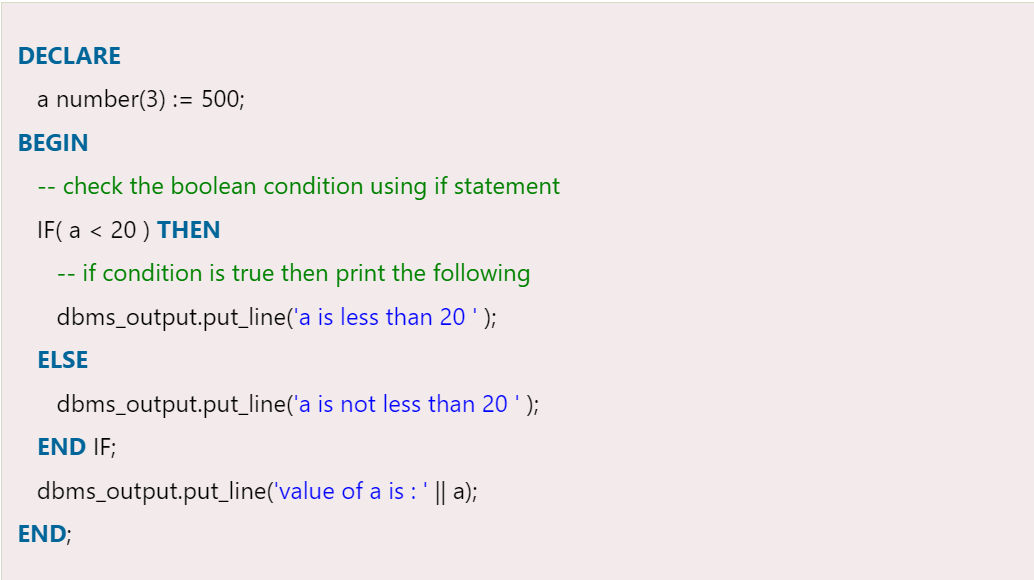 DECLARE
a number(3) := 500;
BEGIN
-- check the boolean condition using if statement
IF( a < 20 ) THEN
-- if condition is true then print the following
dbms_output.put_line('a is less than 20 ' );
ELSE
dbms_output.put_line('a is not less than 20 ' );
END IF;
dbms_output.put_line('value of a is : ' || a);
END;